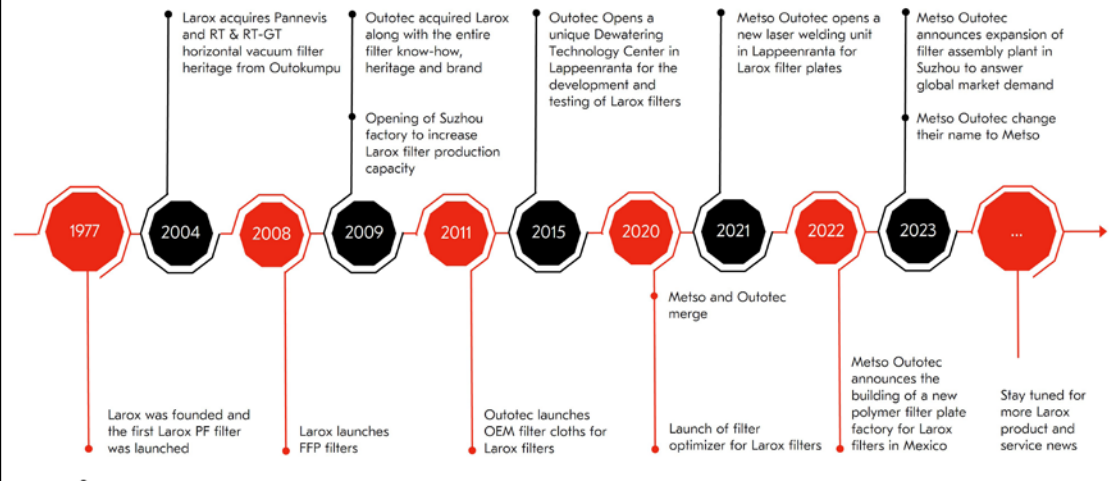 Larox acquires Pannevis
and RT & RT-GT
horizontal vacuum filter
heritage from Outokumpu
Outotec acquired Larox
along with the entire
filter know-how,
heritage and brand
Opening of Suzhou
factory to increase
Larox filter production
capacity
Outotec Opens a
unique Dewatering
Technology Center in
Lappeenranta for the
development and
testing of Larox filters
Metso Outotec opens a
new laser welding unit
in Lappeenranta for
Larox filter plates
Metso Outotec
announces expansion of
filter assembly plant in
Suzhou to answer
global market demand
Metso Outotec change
their name to Metso
1977
2004
2008
2009
2011
2015
2020
2021
2022
2023
...
Larox was founded and
the first Larox PF filter
was launched
Larox launches
FFP filters
Outotec launches
OEM filter cloths for
Larox filters
Metso and Outotec
merge
Launch of filter
optimizer for Larox filters
Metso Outotec
announces the
building of a new
polymer filter plate
factory for Larox
filters in Mexico
Stay tuned for
more Larox
product and
service news